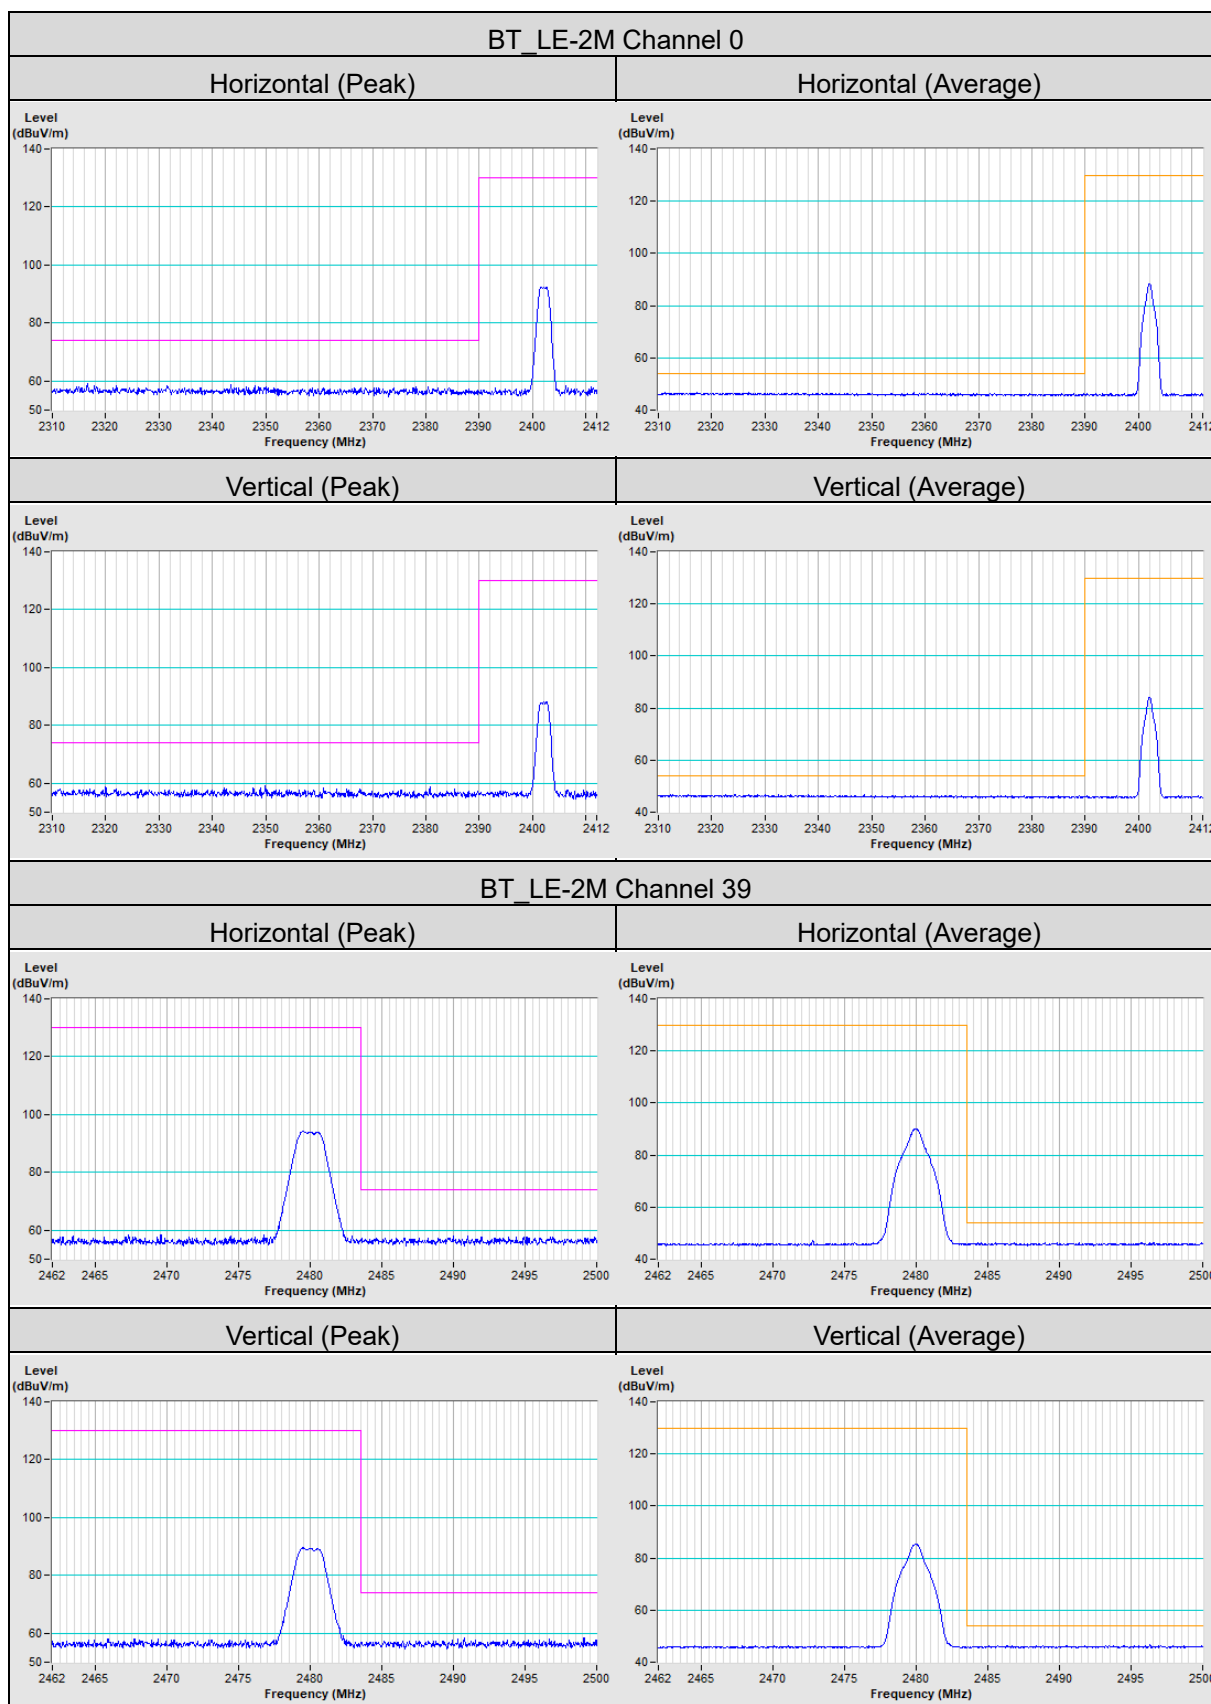 BT_LE-2M Channel 0
Horizontal (Peak)
Horizontal (Average)
Level
(dBuV/m)
140
120
100
80
60
50
2310 2320 2330 2340 2350 2360 2370 2380 2390 2400 2412
Frequency (MHz)
Level
(dBuV/m)
140
120
100
80
60
40
2310 2320 2330 2340 2350 2360 2370 2380 2390 2400 2412
Frequency (MHz)
Vertical (Peak)
Vertical (Average)
Level
(dBuV/m)
140
120
100
80
60
50
2310 2320 2330 2340 2350 2360 2370 2380 2390 2400 2412
Frequency (MHz)
Level
(dBuV/m)
140
120
100
80
60
40
2310 2320 2330 2340 2350 2360 2370 2380 2390 2400 2412
Frequency (MHz)
BT_LE-2M Channel 39
Horizontal (Peak)
Horizontal (Average)
Level
(dBuV/m)
140
120
100
80
60
50
2462 2465 2470 2475 2480 2485 2490 2495 2500
Frequency (MHz)
Level
(dBuV/m)
140
120
100
80
60
40
2462 2465 2470 2475 2480 2485 2490 2495 2500
Frequency (MHz)
Vertical (Peak)
Vertical (Average)
Level
(dBuV/m)
140
120
100
80
60
50
2462 2465 2470 2475 2480 2485 2490 2495 2500
Frequency (MHz)
Level
(dBuV/m)
140
120
100
80
60
40
2462 2465 2470 2475 2480 2485 2490 2495 2500
Frequency (MHz)